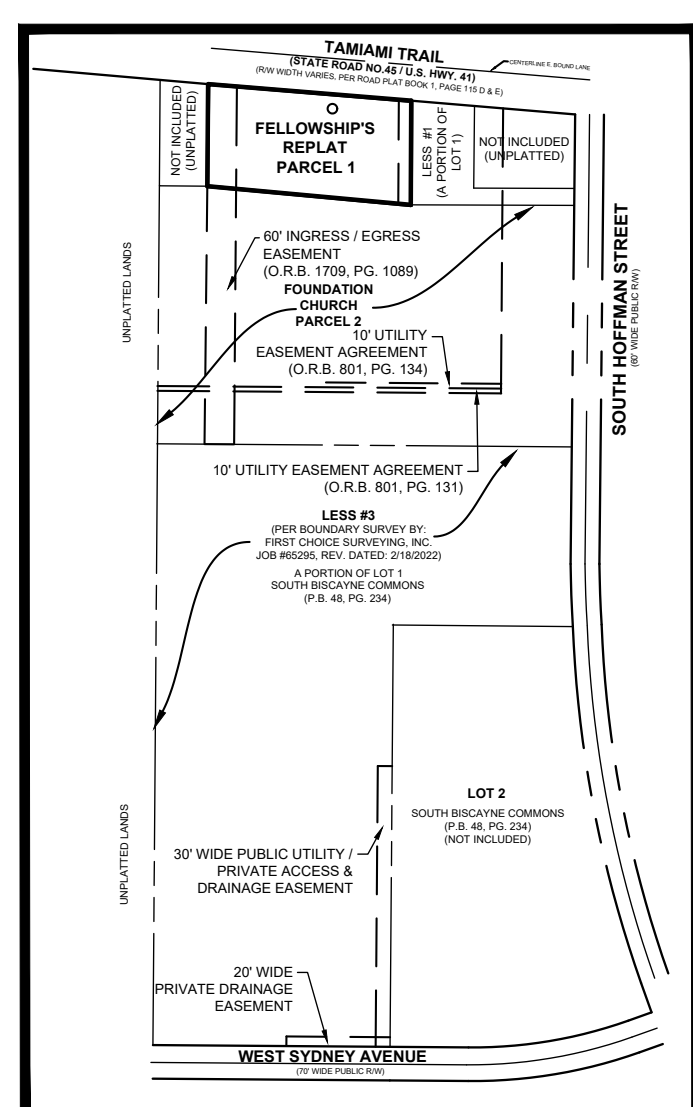 TAMIAMI TRAIL
(STATE ROAD NO.45 / U.S. HWY. 41)
(R/W WIDTH VARIES, PER ROAD PLAT BOOK 1, PAGE 115 D & E)
CENTERLINE E. BOUND LANE
NOT INCLUDED
(UNPLATTED)
FELLOWSHIP'S
REPLAT
PARCEL 1
LESS #1
(A PORTION OF
LOT 1)
NOT INCLUDED
(UNPLATTED)
SOUTH HOFFMAN STREET
(60' WIDE PUBLIC R/W)
UNPLATTED LANDS
60' INGRESS / EGRESS
EASEMENT
(O.R.B. 1709, PG. 1089)
FOUNDATION
CHURCH
PARCEL 2
10' UTILITY
EASEMENT AGREEMENT
(O.R.B. 801, PG. 134)
10' UTILITY EASEMENT AGREEMENT
(O.R.B. 801, PG. 131)
LESS #3
(PER BOUNDARY SURVEY BY:
FIRST CHOICE SURVEYING, INC.
JOB #65295, REV. DATED: 2/18/2022)
A PORTION OF LOT 1
SOUTH BISCAYNE COMMONS
(P.B. 48, PG. 234)
LOT 2
SOUTH BISCAYNE COMMONS
(P.B. 48, PG. 234)
(NOT INCLUDED)
UNPLATTED LANDS
30' WIDE PUBLIC UTILITY /
PRIVATE ACCESS &
DRAINAGE EASEMENT
20' WIDE
PRIVATE DRAINAGE
EASEMENT
WEST SYDNEY AVENUE
(70' WIDE PUBLIC R/W)